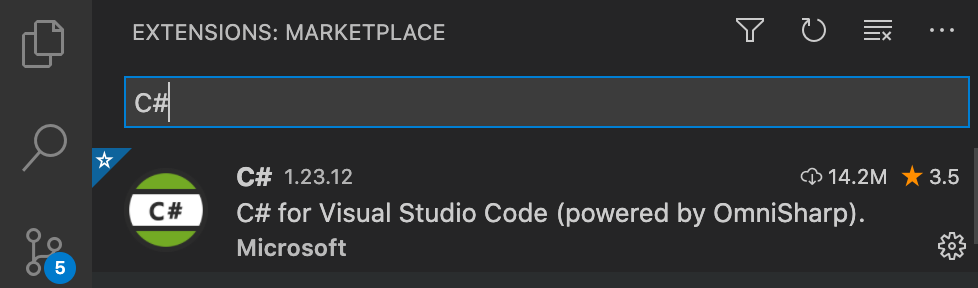 EXTENSIONS: MARKETPLACE
C#
C# 1.23.12 14.2M 3.5
C#
C# for Visual Studio Code (powered by OmniSharp).
Microsoft
5